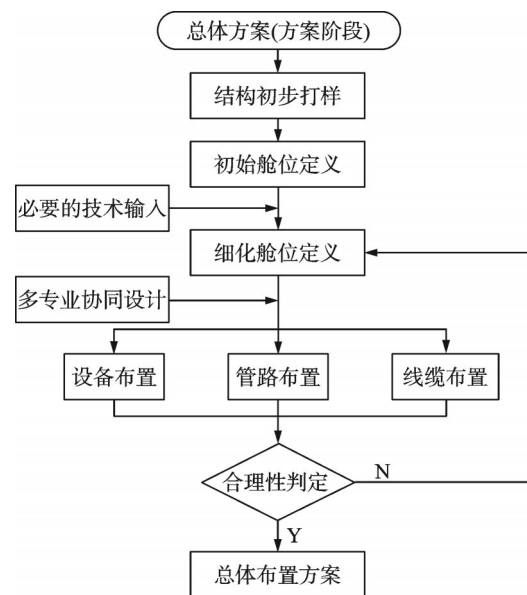 总体方案(方案阶段)
结构初步打样
初始舱位定义
必要的技术输入
细化舱位定义
多专业协同设计
设备布置
管路布置
线缆布置
合理性判定
N
Y
总体布置方案